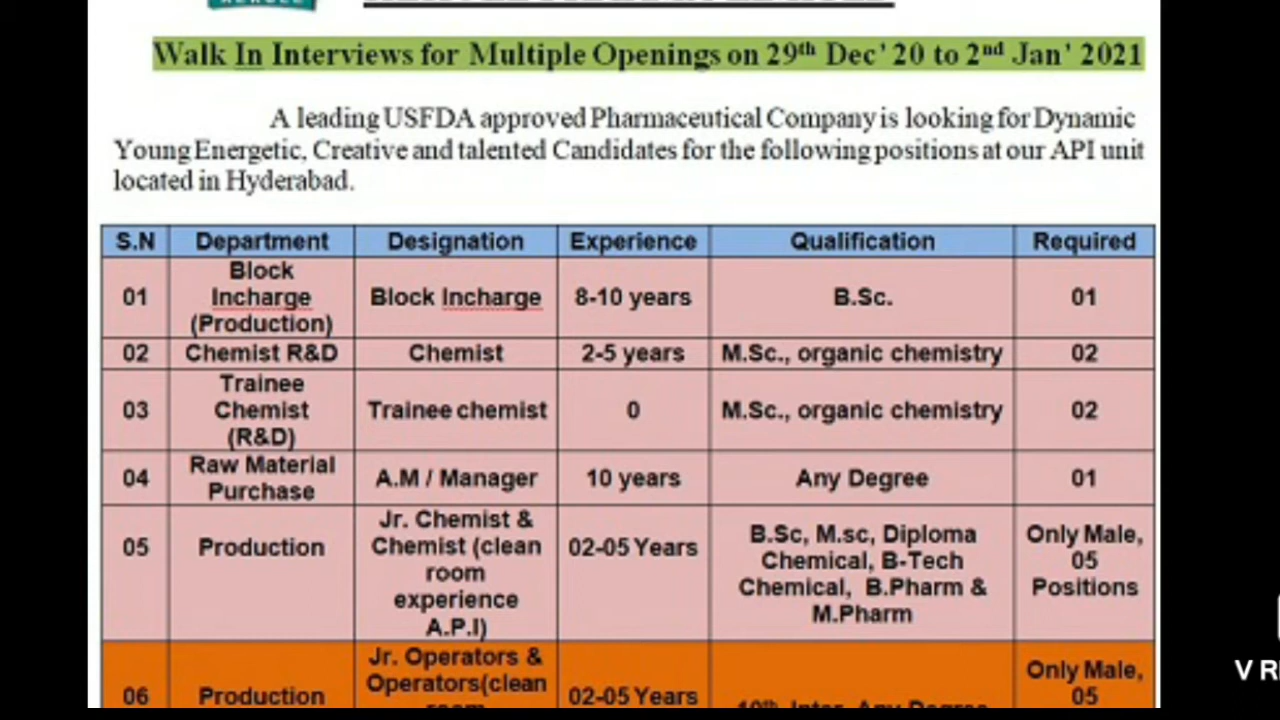 Walk In Interviews for Multiple Openings on 29th Dec' 20 to 2nd Jan' 2021
A leading USFDA approved Pharmaceutical Company is looking for Dynamic
Young Energetic, Creative and talented Candidates for the following positions at our API unit
located in Hyderabad.
S.N Department Designation Experience Qualification Required
01 Block Incharge (Production) Block Incharge 8-10 years B.Sc. 01
02 Chemist R&D Chemist 2-5 years M.Sc., organic chemistry 02
03 Trainee Chemist (R&D) Trainee chemist 0 M.Sc., organic chemistry 02
04 Raw Material Purchase A.M / Manager 10 years Any Degree 01
05 Production Jr. Chemist & Chemist (clean room experience A.P.I) 02-05 Years B.Sc, M.sc, Diploma Chemical, B-Tech Chemical, B.Pharm & M.Pharm Only Male, 05 Positions
06 Production Jr. Operators & Operators(clean room 02-05 Years 10th, Inter, Any Degree Only Male, 05
V R